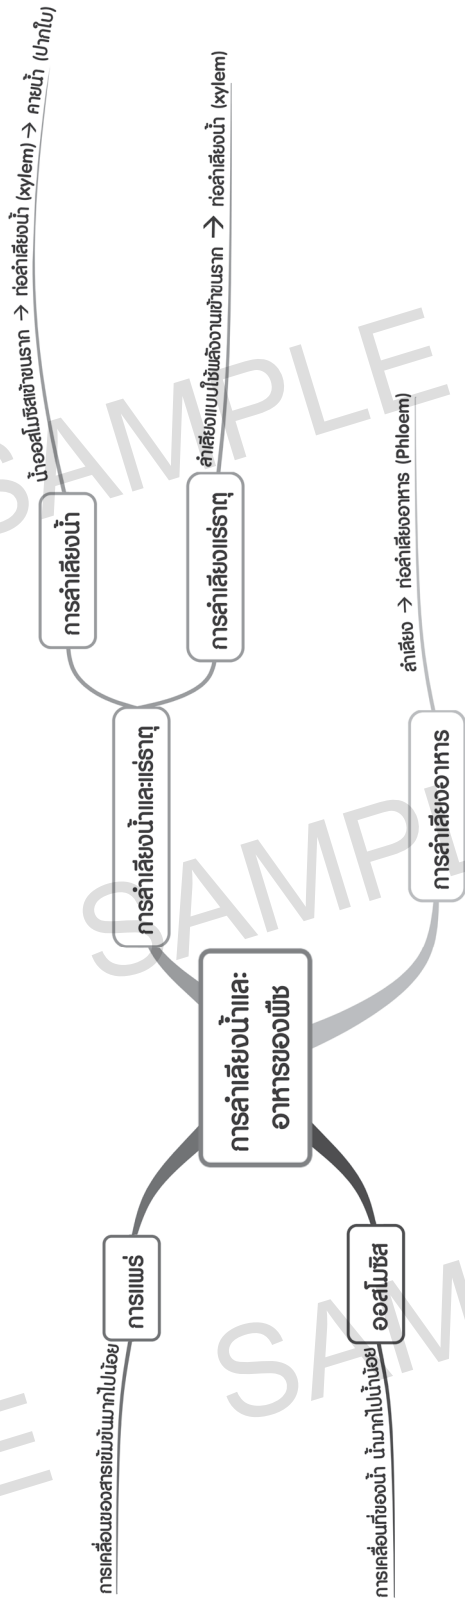 การลำเลียงน้ำและ
อาหารของพืช
การแพร่
การเคลื่อนของสารเข้มข้นมากไปน้อย
ออสโมซิส
การเคลื่อนที่ของน้ำ น้ำมากไปน้ำน้อย
การลำเลียงน้ำและแร่ธาตุ
การลำเลียงน้ำ
น้ำออสโมซิสเข้าขนราก → ท่อลำเลียงน้ำ (xylem) → คายน้ำ (ปากใบ)
การลำเลียงแร่ธาตุ
ลำเลียงแบบใช้พลังงานเข้าขนราก → ท่อลำเลียงน้ำ (xylem)
การลำเลียงอาหาร
ลำเลียง → ท่อลำเลียงอาหาร (Phloem)
SAMPLE
SAMPLE
SAM
E